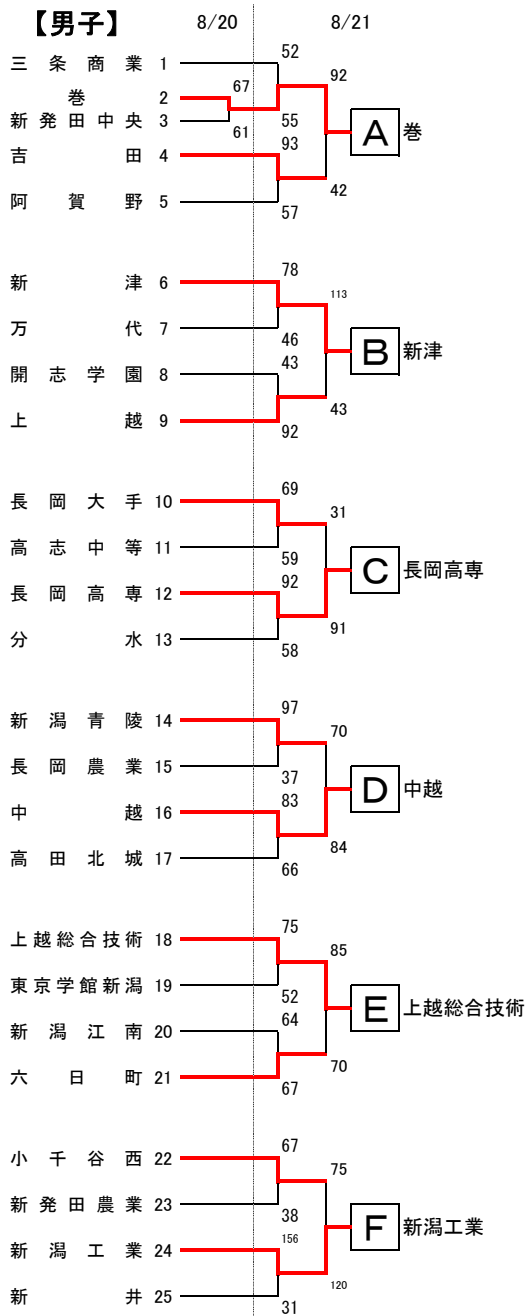 【男子】 8/20 8/21
三条商業 1 52
92
巻 2 67
新発田中央 3 61 55
A 巻
吉田 4 93
42
阿賀野 5 57
新津 6 78
113
万代 7 46
B 新津
開志学園 8 43
43
上越 9 92
長岡大手 10 69
31
高志中等 11 59
C 長岡高専
長岡高専 12 92
91
分水 13 58
新潟青陵 14 97
70
長岡農業 15 37
D 中越
中越 16 83
84
高田北城 17 66
上越総合技術 18 75
85
東京学館新潟 19 52
E 上越総合技術
新潟江南 20 64
70
六日町 21 67
小千谷西 22 67
75
新発田農業 23 38
F 新潟工業
新潟工業 24 156
120
新井 25 31